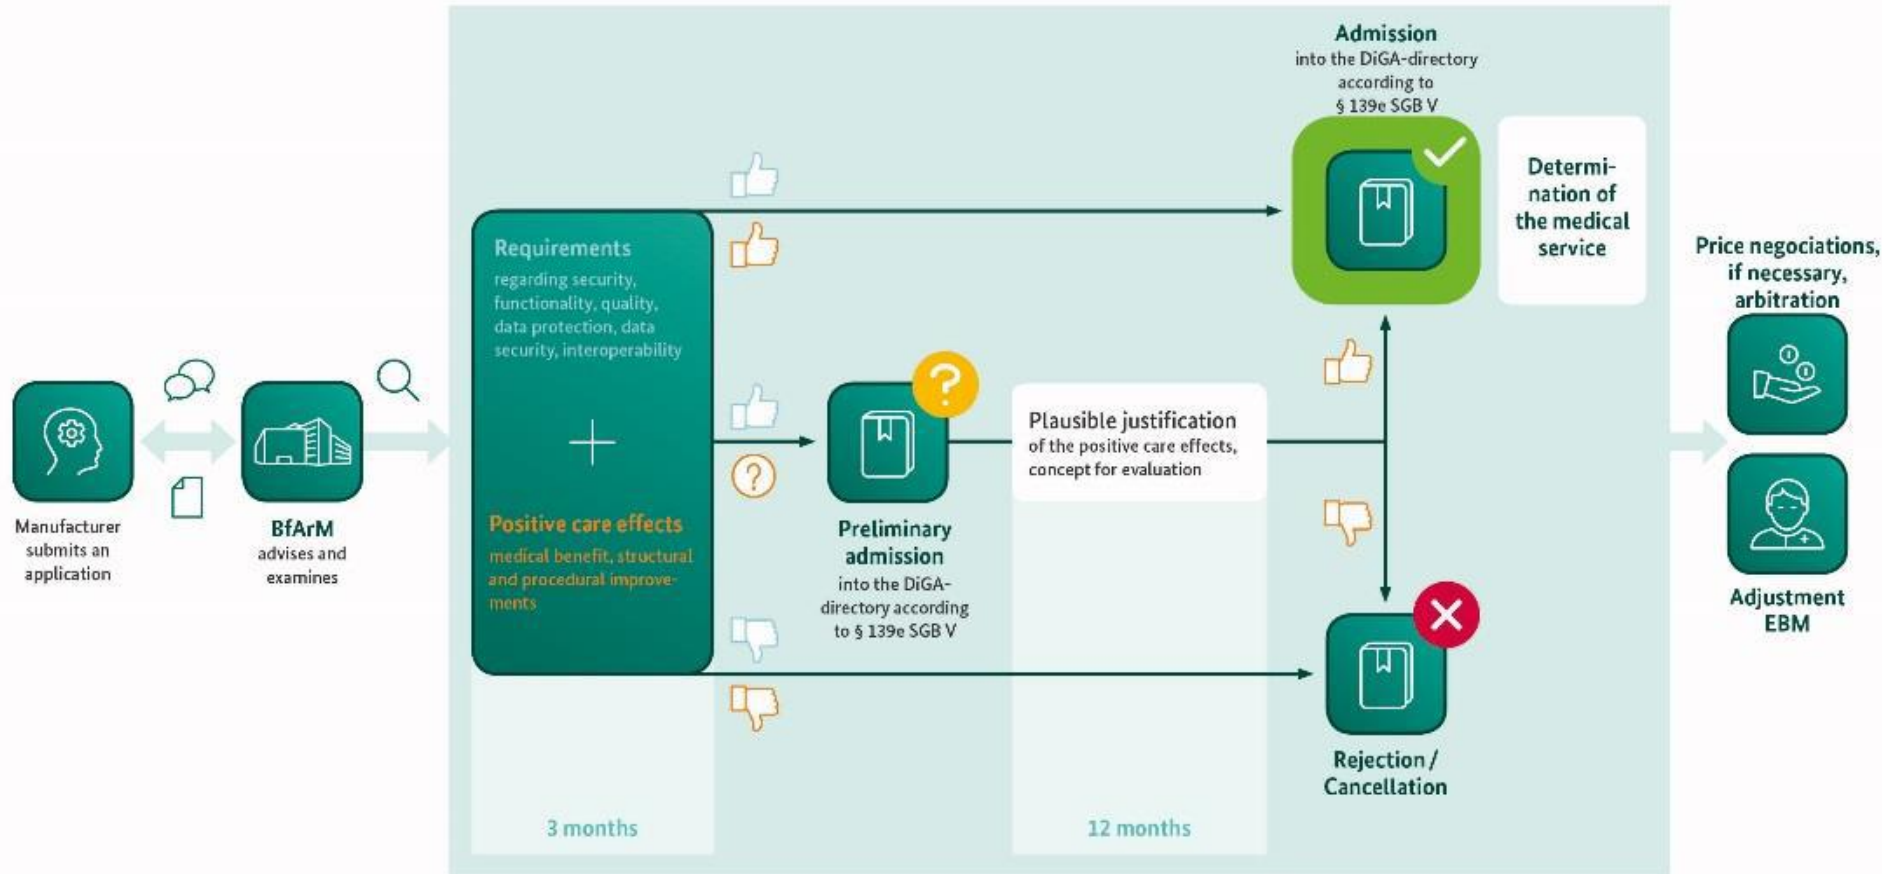 Manufacturer
submits an
application
BfArM
advises and
examines
Requirements
regarding security,
functionality, quality,
data protection, data
security, interoperability
Positive care effects
medical benefit, structural
and procedural improve-
ments
3 months
?
?
Preliminary
admission
into the DiGA-
directory according
to § 139e SGB V
Plausible justification
of the positive care effects,
concept for evaluation
12 months
Admission
into the DiGA-directory
according to
§ 139e SGB V
Determi-
nation of
the medical
service
Rejection /
Cancellation
Price negociations,
if necessary,
arbitration
Adjustment
EBM